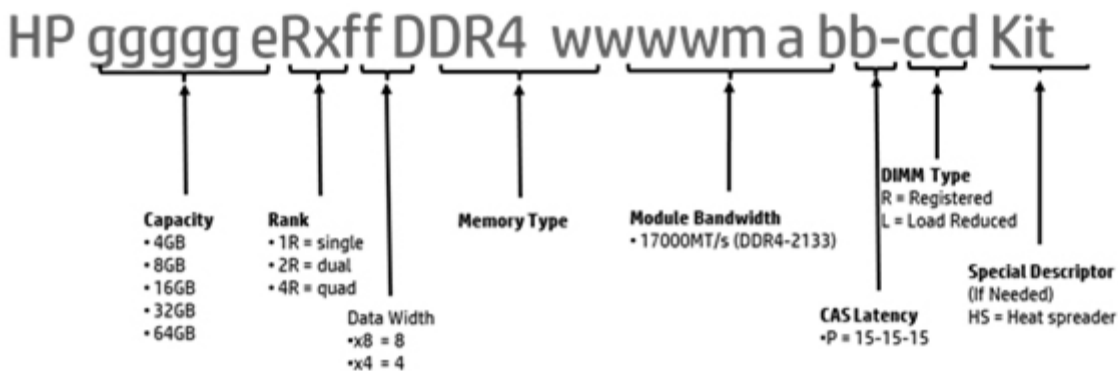 HP ggggg eRxff DDR4 wwwwm a bb-ccd Kit
Capacity
• 4GB
• 8GB
• 16GB
• 32GB
• 64GB
Rank
• 1R = single
• 2R = dual
• 4R = quad
Data Width
•x8 = 8
•x4 = 4
Memory Type
Module Bandwidth
• 17000MT/s (DDR4-2133)
CAS Latency
•P = 15-15-15
DIMM Type
R = Registered
L = Load Reduced
Special Descriptor
(If Needed)
HS = Heat spreader